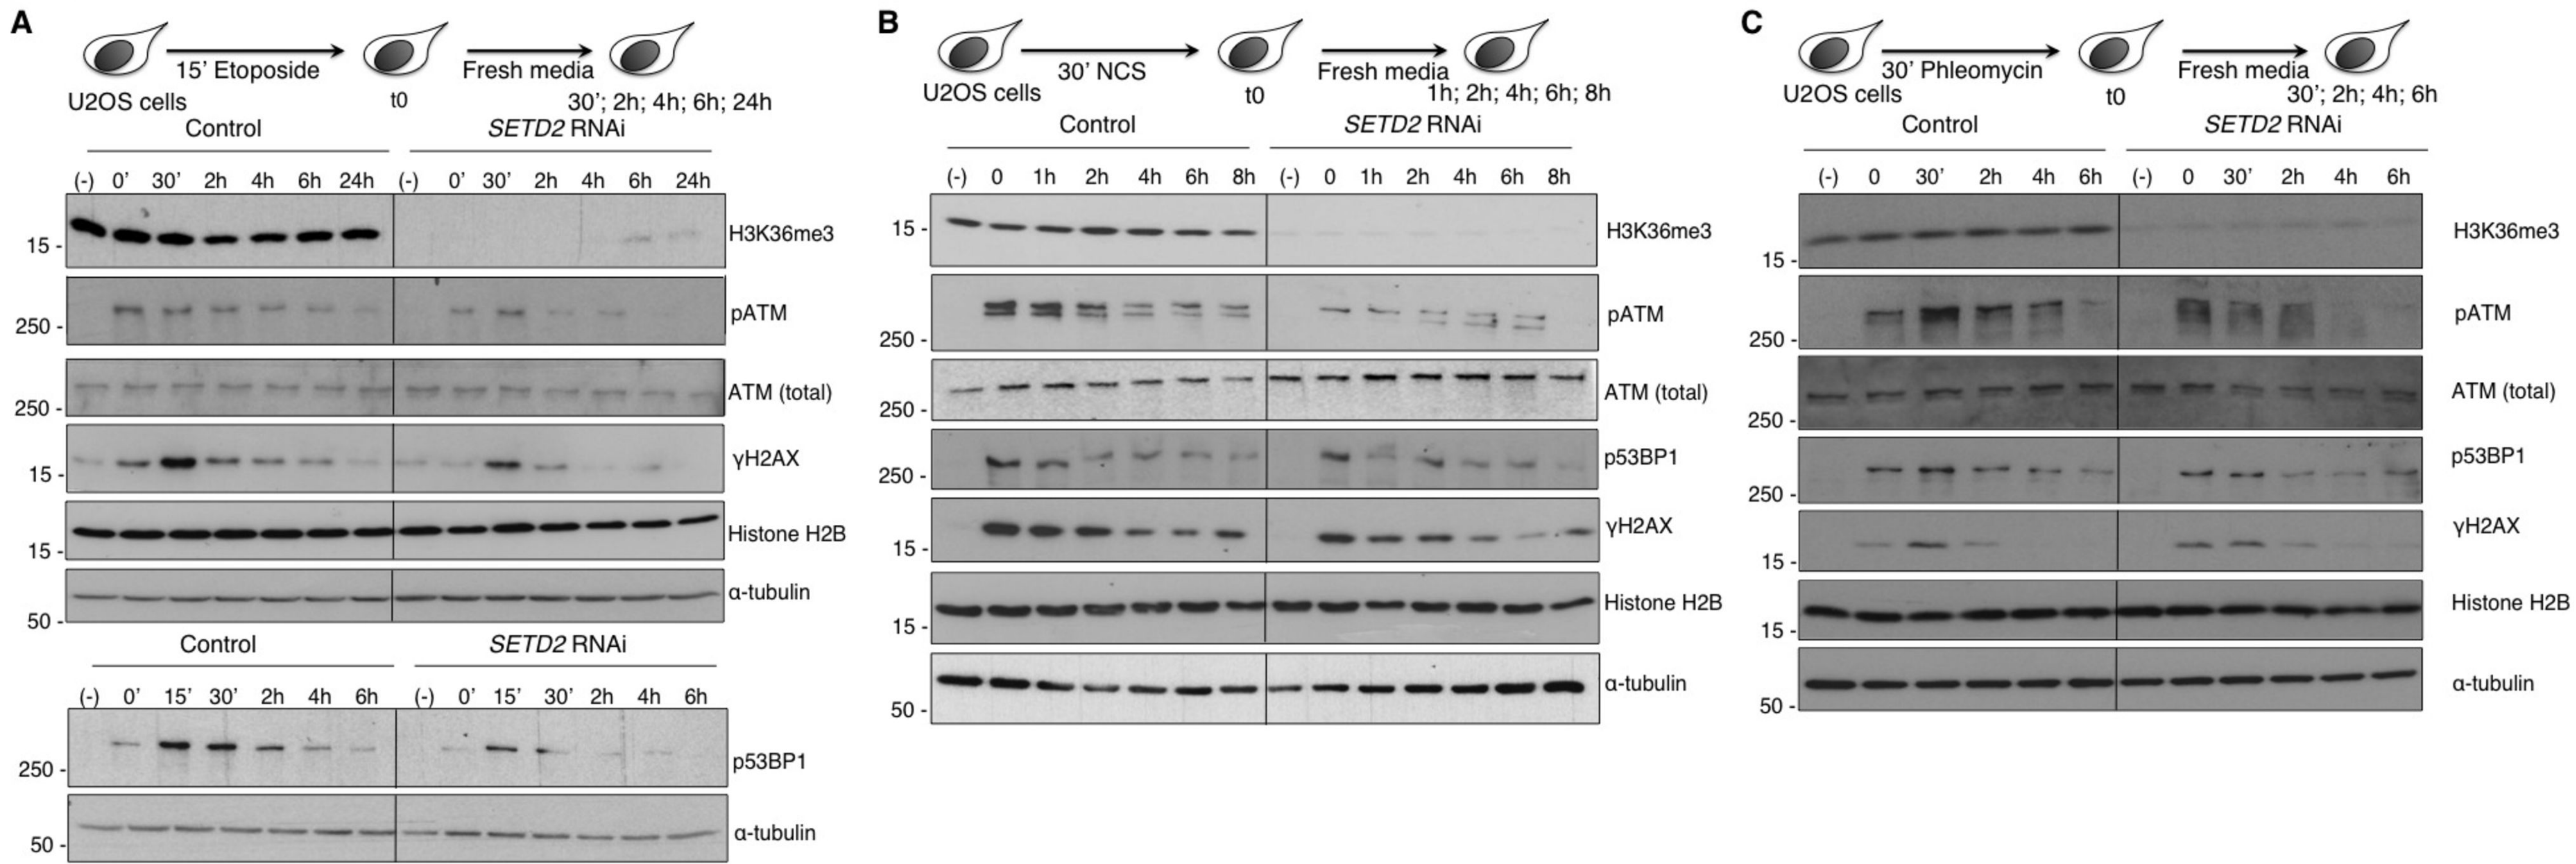 A
15’ Etoposide
Fresh media
U2OS cells
t0
30’; 2h; 4h; 6h; 24h
Control
SETD2 RNAi
(-) 0’ 30’ 2h 4h 6h 24h (-) 0’ 30’ 2h 4h 6h 24h
15 -
H3K36me3
250 -
pATM
250 -
ATM (total)
15 -
γH2AX
15 -
Histone H2B
50 -
α-tubulin
Control
SETD2 RNAi
(-) 0’ 15’ 30’ 2h 4h 6h (-) 0’ 15’ 30’ 2h 4h 6h
250 -
p53BP1
50 -
α-tubulin
B
30’ NCS
Fresh media
U2OS cells
t0
1h; 2h; 4h; 6h; 8h
Control
SETD2 RNAi
(-) 0 1h 2h 4h 6h 8h (-) 0 1h 2h 4h 6h 8h
15 -
H3K36me3
250 -
pATM
250 -
ATM (total)
250 -
p53BP1
15 -
γH2AX
15 -
Histone H2B
50 -
α-tubulin
C
30’ Phleomycin
Fresh media
U2OS cells
t0
30’; 2h; 4h; 6h
Control
SETD2 RNAi
(-) 0 30’ 2h 4h 6h (-) 0 30’ 2h 4h 6h
15 -
H3K36me3
250 -
pATM
250 -
ATM (total)
250 -
p53BP1
15 -
γH2AX
15 -
Histone H2B
50 -
α-tubulin